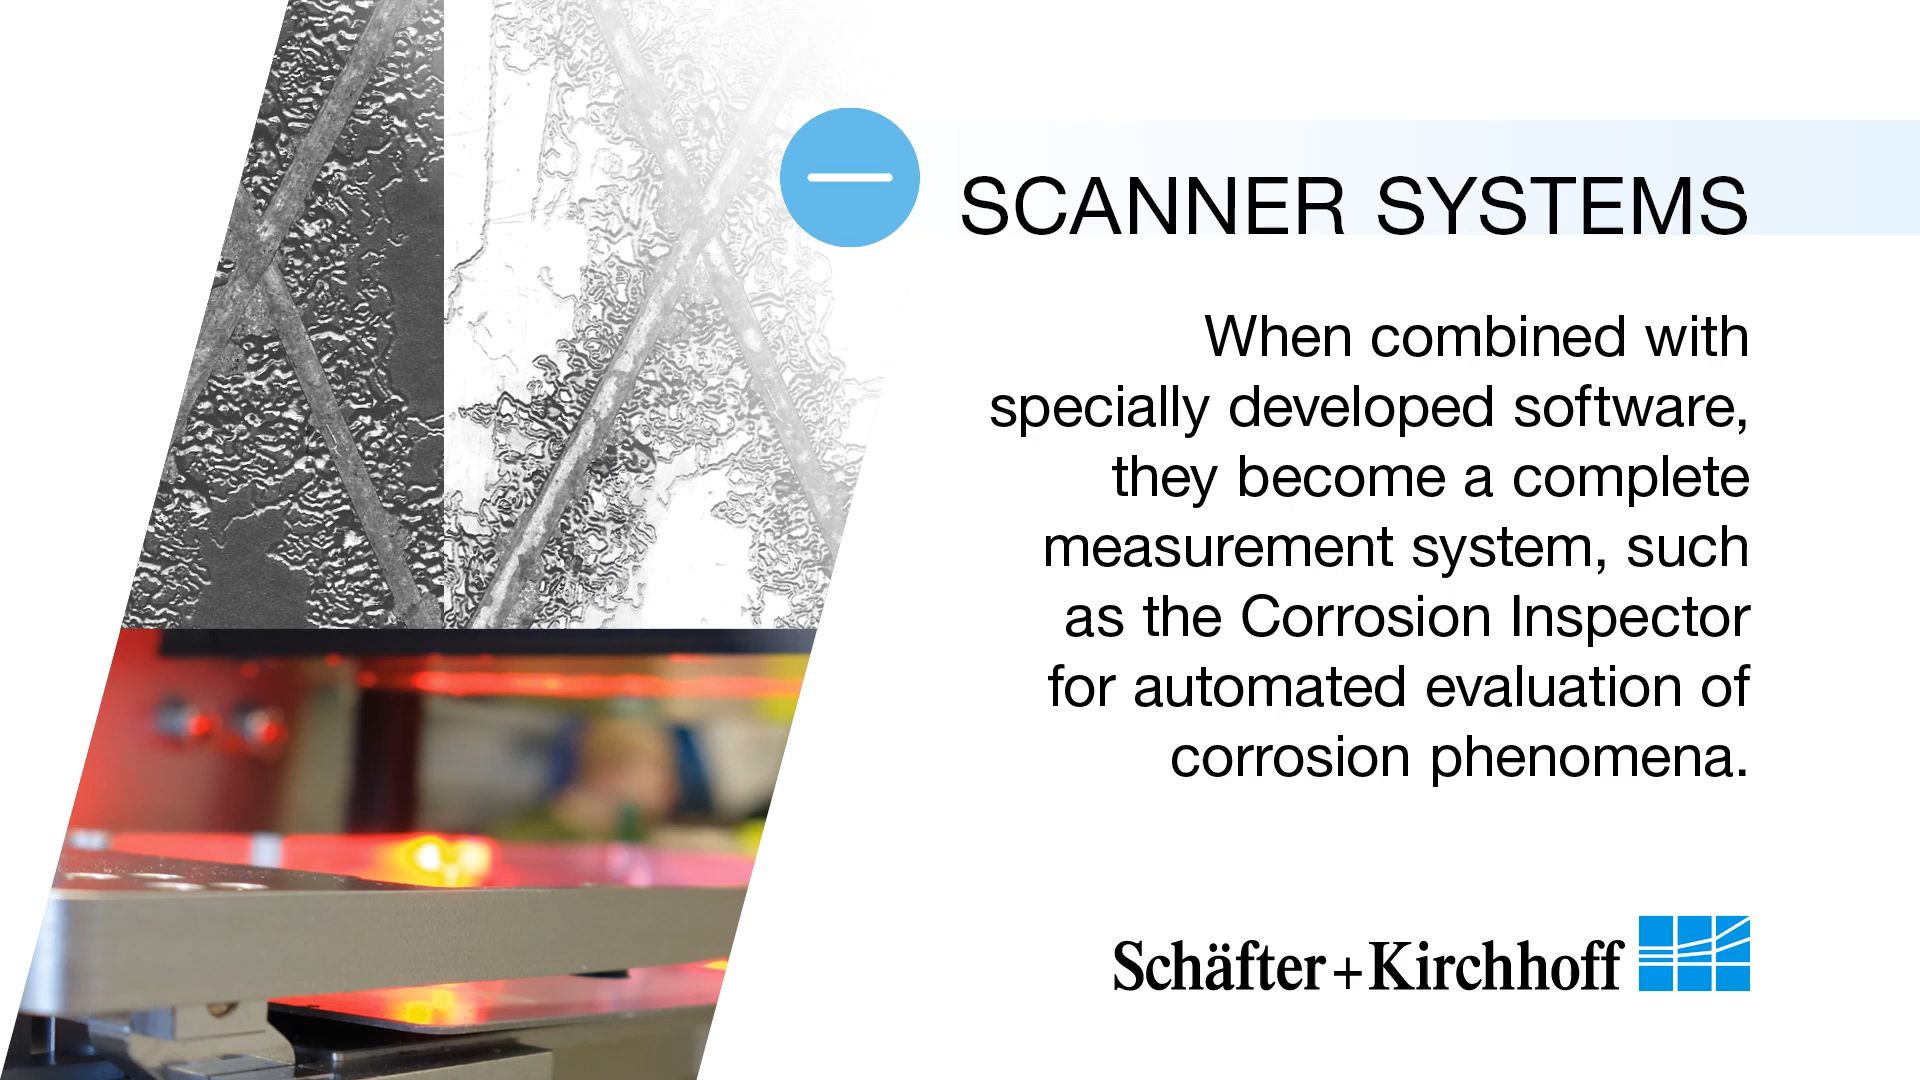 SCANNER SYSTEMS
When combined with
specially developed software,
they become a complete
measurement system, such
as the Corrosion Inspector
for automated evaluation of
corrosion phenomena.
Schäfter+Kirchhoff